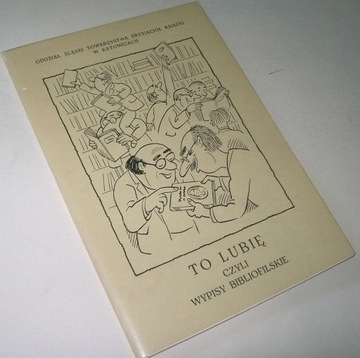 ODDZIAŁ ŚLĄSKI TOWARZYSTWA PRZYJACIÓŁ KSIĄŻKI
W KATOWICACH
TO LUBIĘ
CZYLI
WYPISY BIBLIOFILSKIE